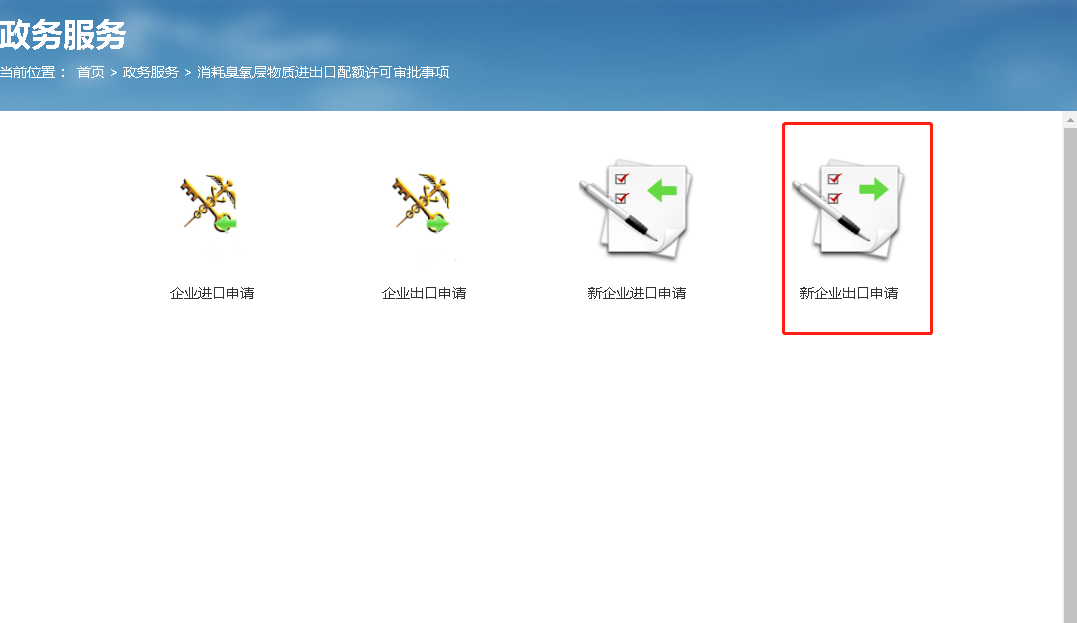 政务服务
当前位置： 首页 > 政务服务 > 消耗臭氧层物质进出口配额许可审批事项
企业进口申请
企业出口申请
新企业进口申请
新企业出口申请